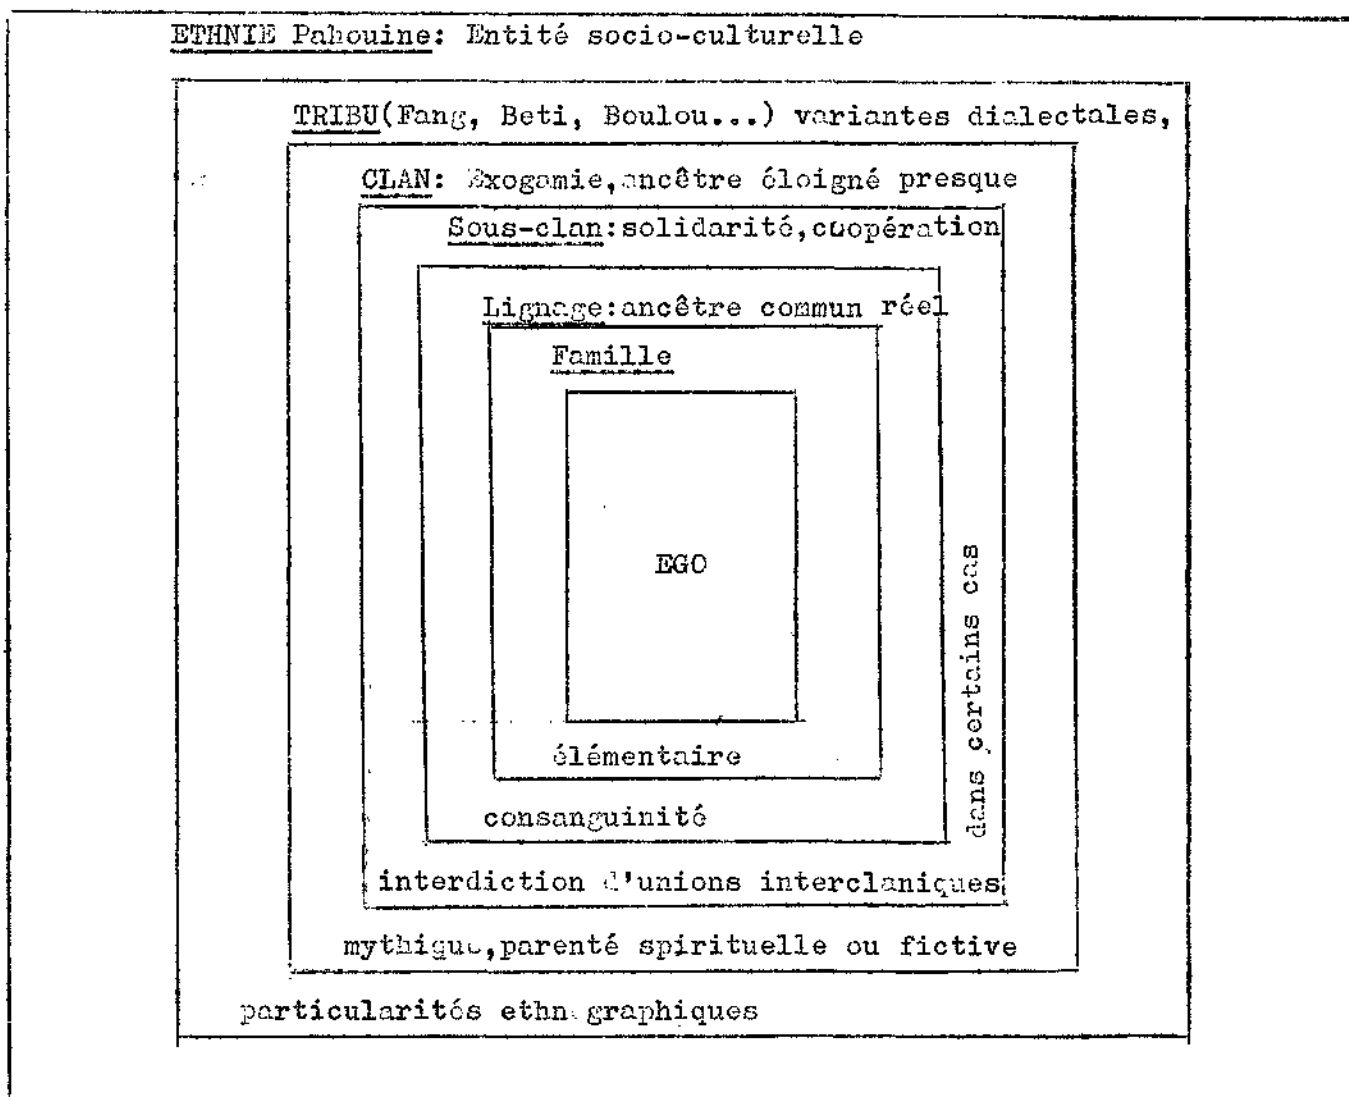 ETHNIE Pahouine: Entité socio-culturelle
TRIBU(Fang, Beti, Boulou...) variantes dialectales,
CLAN: Exogamie,ancêtre éloigné presque
Sous-clan:solidarité,coopération
Lignage:ancêtre commun réel
Famille
EGO
dans certains cas
élémentaire
consanguinité
interdiction d'unions interclaniques
mythique,parenté spirituelle ou fictive
particularités ethnographiques